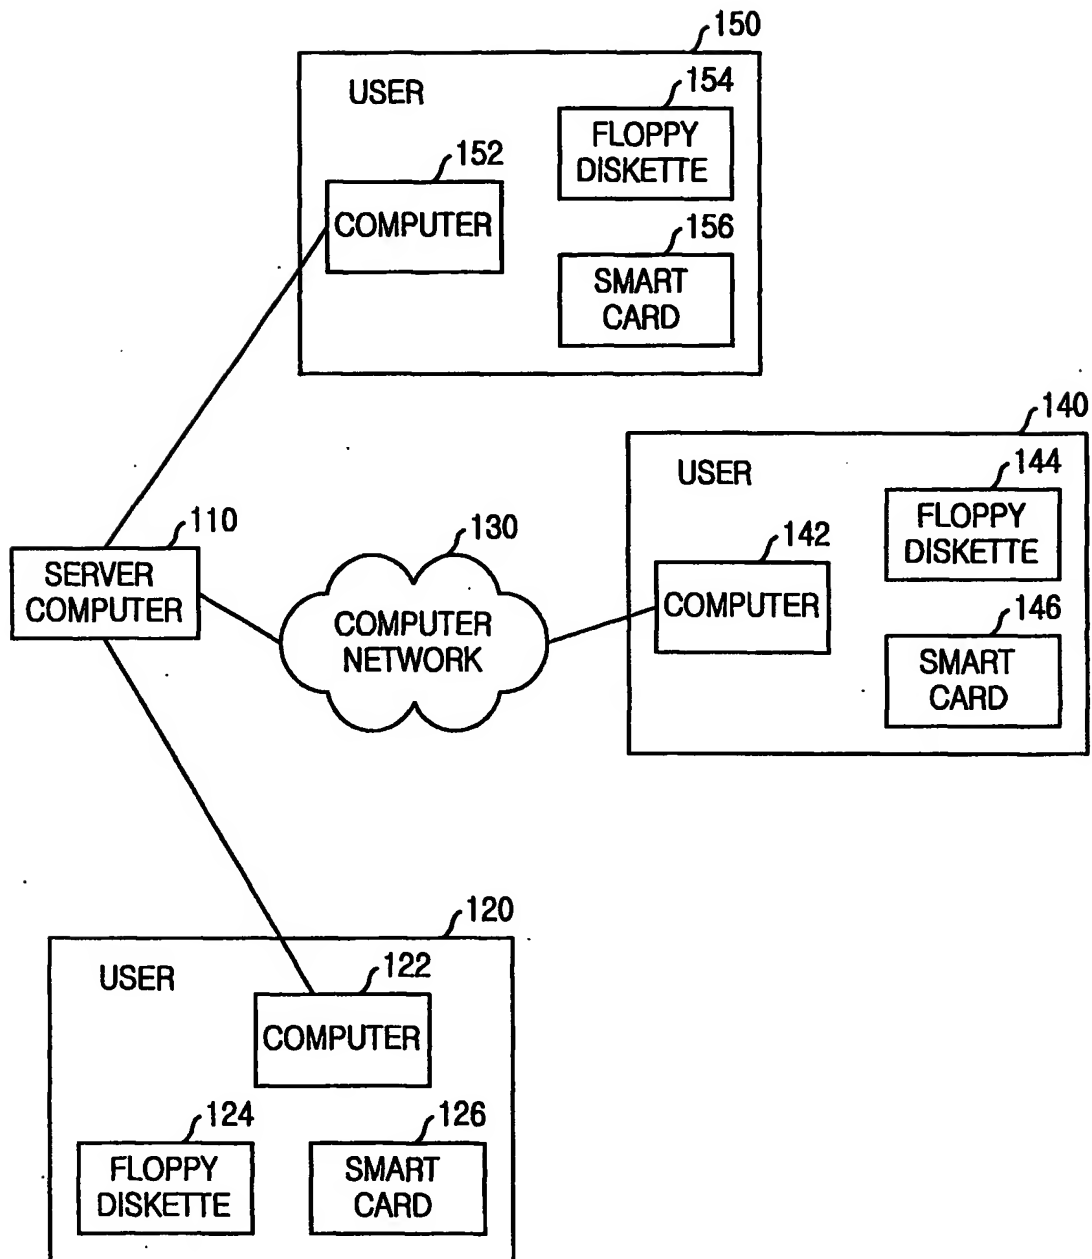 150
USER
154
FLOPPY
DISKETTE
152
COMPUTER
156
SMART
CARD
140
USER
144
FLOPPY
DISKETTE
110
SERVER
COMPUTER
130
COMPUTER
NETWORK
142
COMPUTER
146
SMART
CARD
120
USER
122
COMPUTER
124
FLOPPY
DISKETTE
126
SMART
CARD